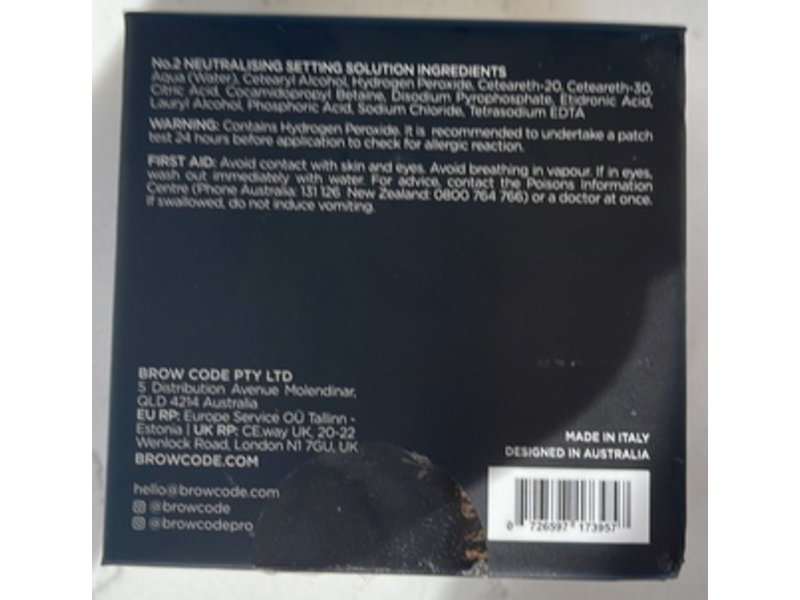 No.2 NEUTRALISING SETTING SOLUTION INGREDIENTS
Aqua (Water), Cetearyl Alcohol, Hydrogen Peroxide, Ceteareth-20, Ceteareth-30,
Citric Acid, Cocamidopropyl Betaine, Disodium Pyrophosphate, Etidronic Acid,
Lauryl Alcohol, Phosphoric Acid, Sodium Chloride, Tetrasodium EDTA
WARNING: Contains Hydrogen Peroxide. It is recommended to undertake a patch
test 24 hours before application to check for allergic reaction.
FIRST AID: Avoid contact with skin and eyes. Avoid breathing in vapour. If in eyes,
wash out immediately with water. For advice, contact the Poisons Information
Centre (Phone Australia: 131 126 New Zealand: 0800 764 766) or a doctor at once.
If swallowed, do not induce vomiting.
BROW CODE PTY LTD
5 Distribution Avenue Molendinar,
QLD 4214 Australia
EU RP: Europe Service OÜ Tallinn -
Estonia | UK RP: CE.way UK, 20-22
Wenlock Road, London N1 7GU, UK
BROWCODE.COM
hello@browcode.com
@browcode
@browcodepro
MADE IN ITALY
DESIGNED IN AUSTRALIA
0 726597 173957